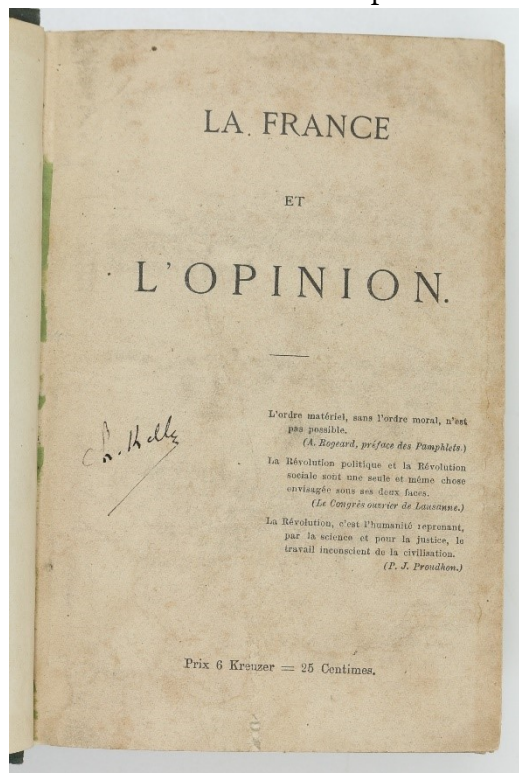 LA FRANCE
ET
L'OPINION.
L'ordre matériel, sans l'ordre moral, n'est
pas possible.
(A. Rogeard, préface des Pamphlets.)
La Révolution politique et la Révolution
sociale sont une seule et même chose
envisagée sous ses deux faces.
(Le Congrès ouvrier de Lausanne.)
La Révolution, c'est l'humanité reprenant,
par la science et pour la justice, le
travail inconscient de la civilisation.
(P. J. Proudhon.)
Prix 6 Kreuzer = 25 Centimes.